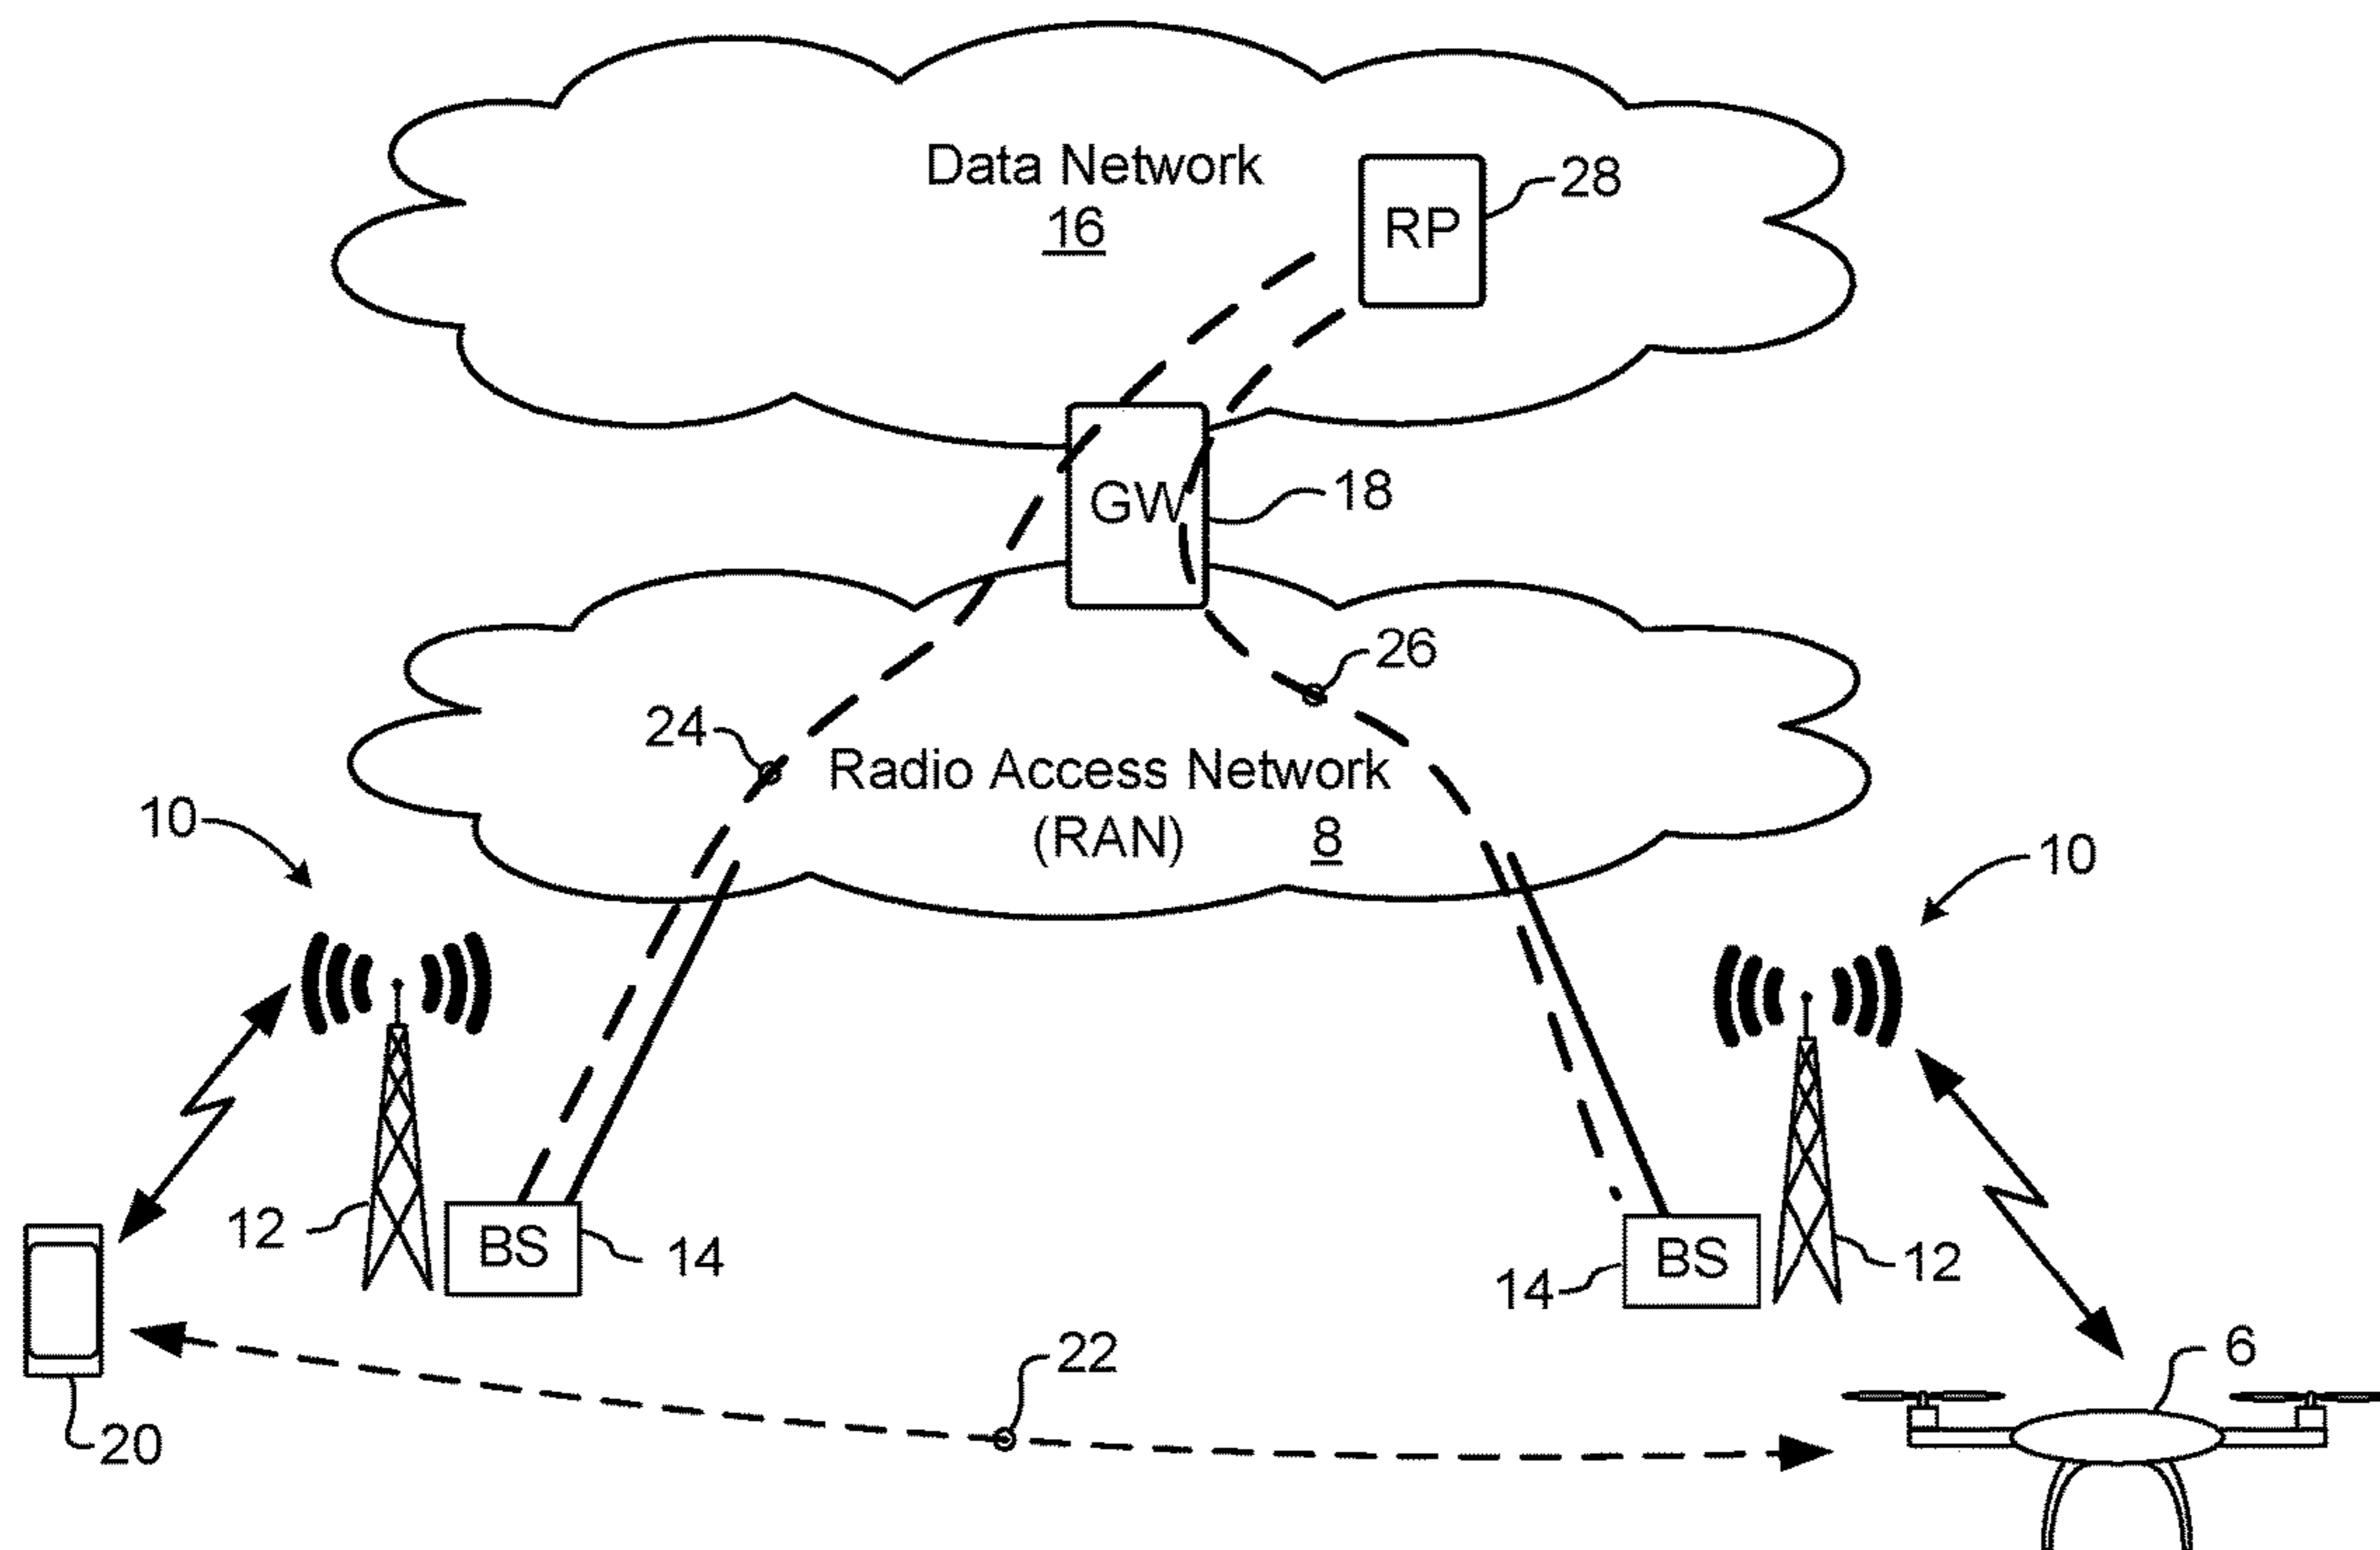 Data Network
16
RP
28
GW
18
26
24
Radio Access Network
(RAN)
8
10
10
12
BS
14
14
BS
12
22
6
20